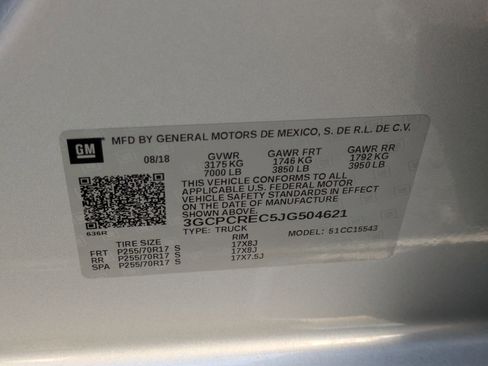 GM MFD BY GENERAL MOTORS DE MEXICO, S. DE R.L. DE C.V.
08/18 GVWR GAWR FRT GAWR RR
3175 KG 1746 KG 1792 KG
7000 LB 3850 LB 3950 LB
THIS VEHICLE CONFORMS TO ALL
APPLICABLE U.S. FEDERAL MOTOR
VEHICLE SAFETY STANDARDS IN EFFECT
ON THE DATE OF MANUFACTURE SHOWN ABOVE.
3GCPCREC5JG504621
636R TYPE: TRUCK MODEL: 51CC15543
TIRE SIZE RIM
FRT P255/70R17 S 17X8J
RR P255/70R17 S 17X8J
SPA P255/70R17 S 17X7.5J